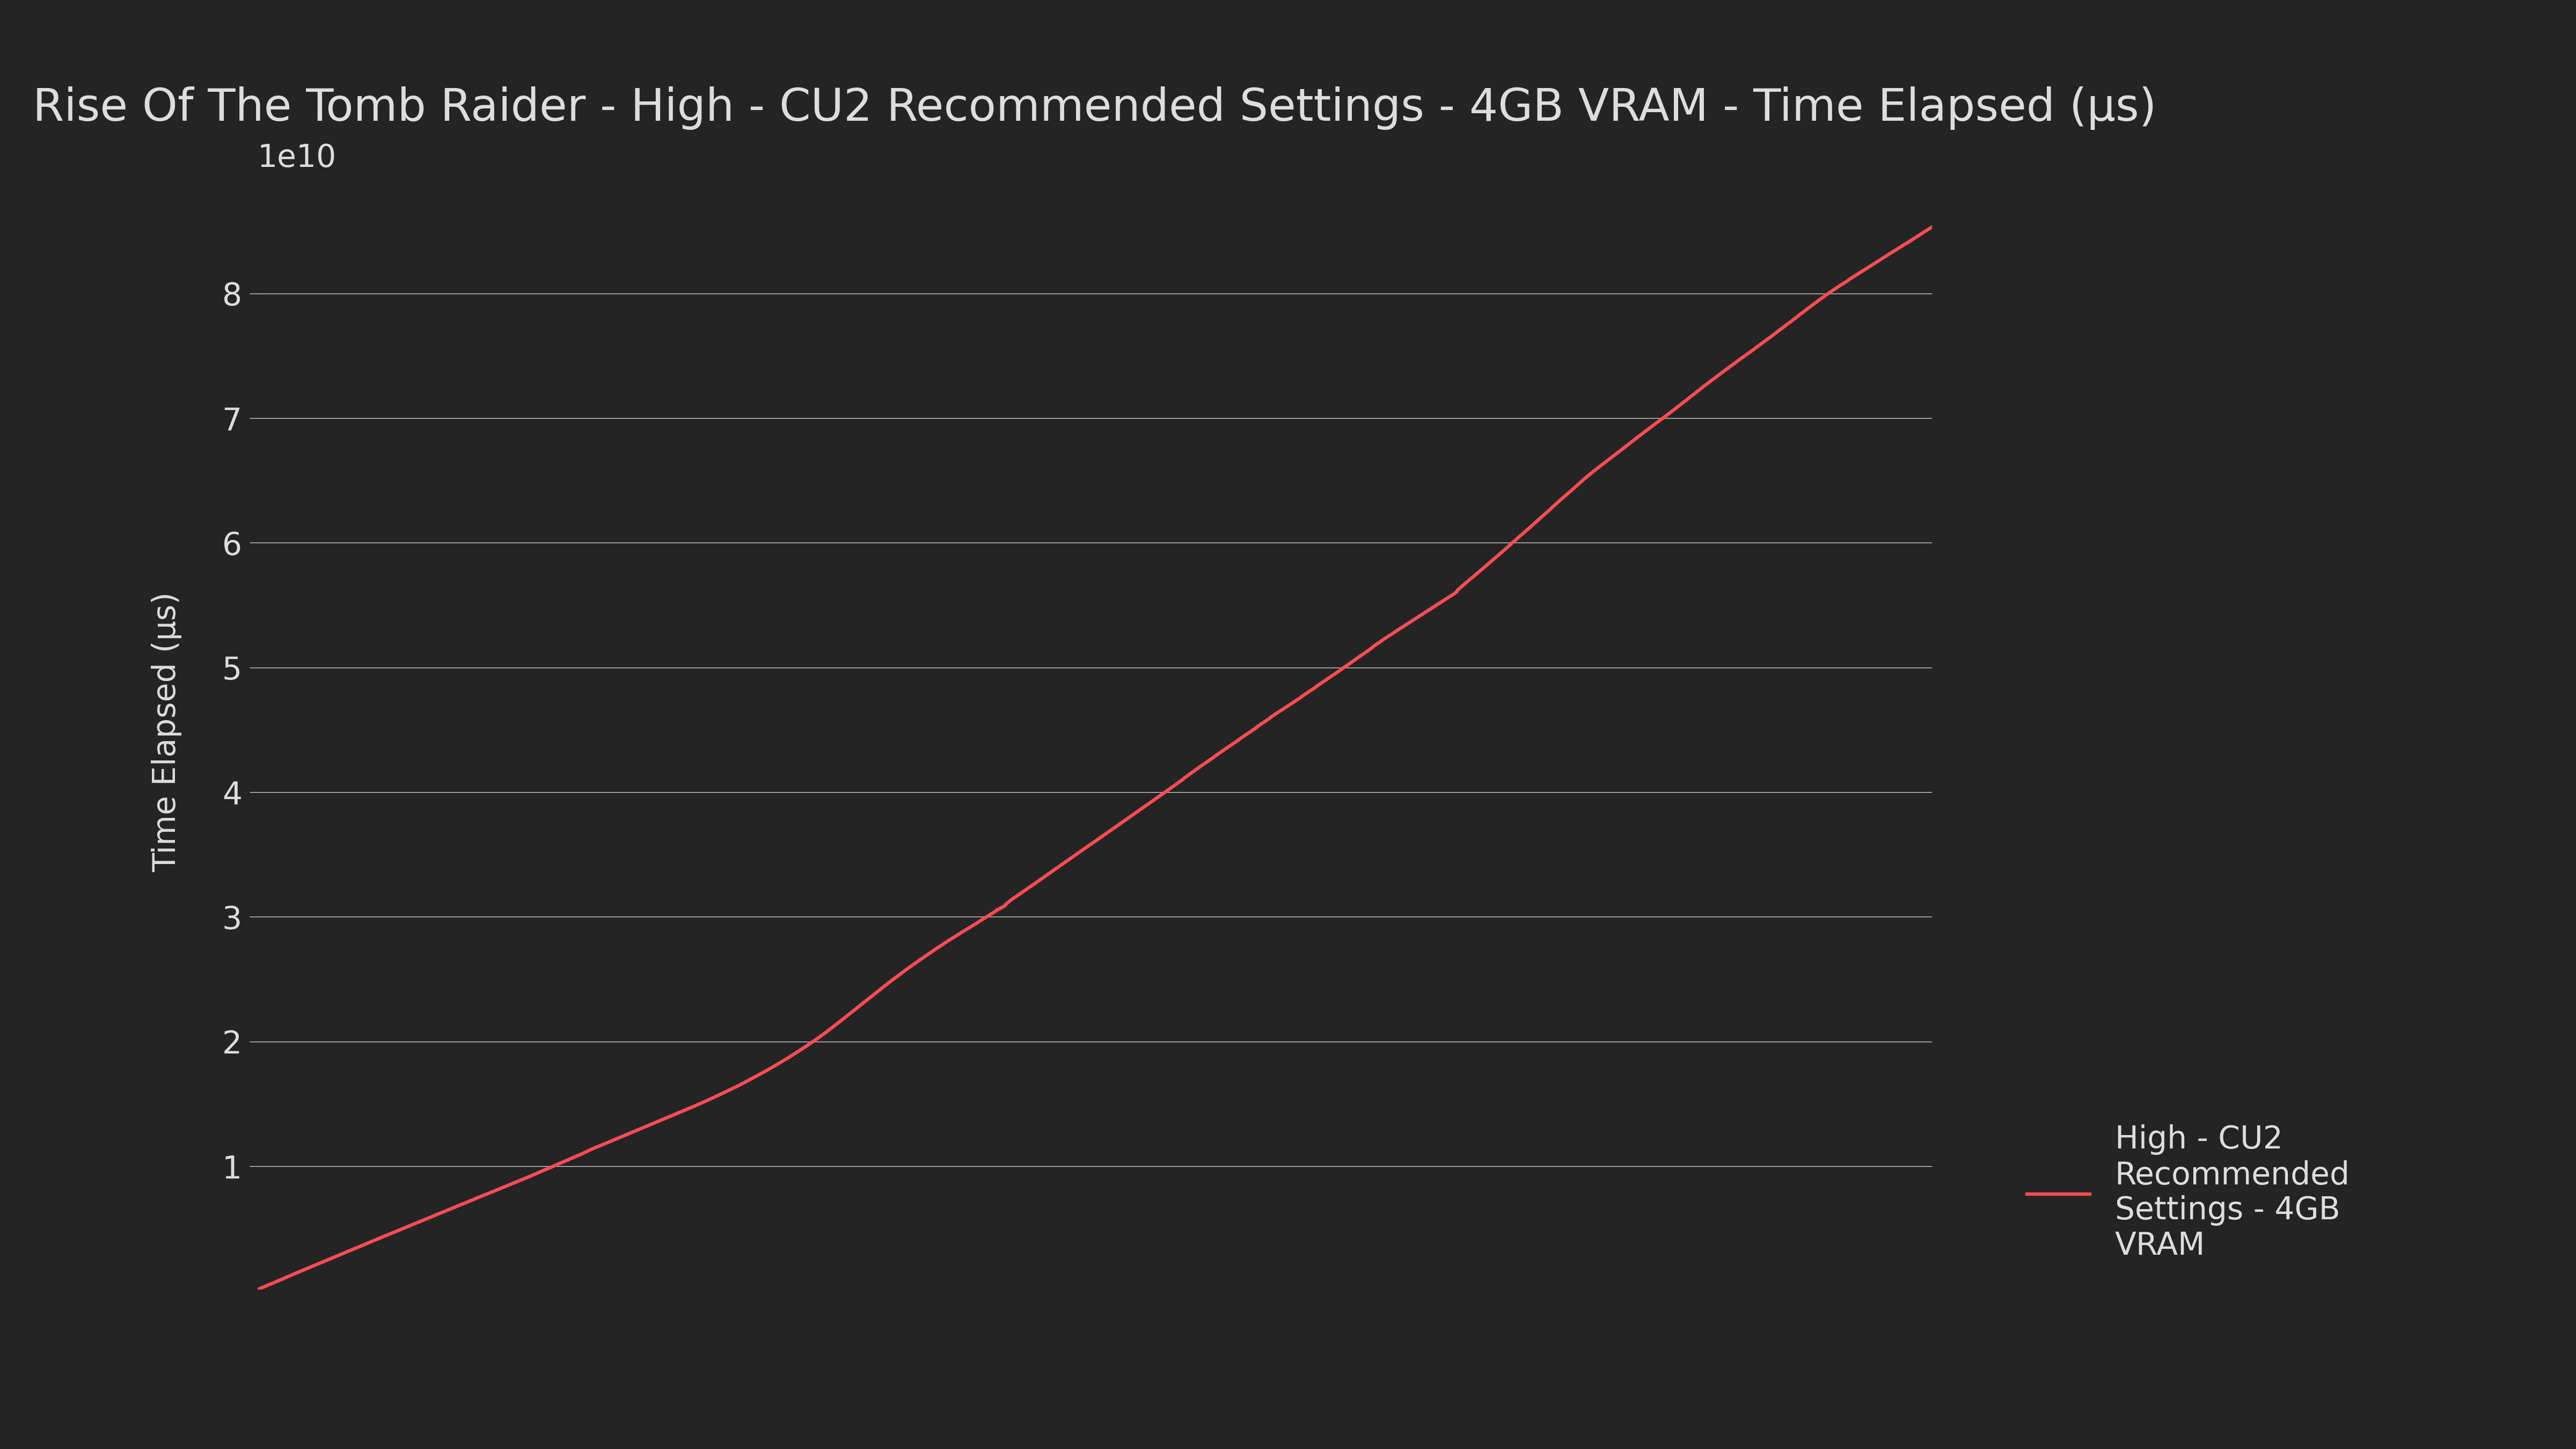 Rise Of The Tomb Raider - High - CU2 Recommended Settings - 4GB VRAM - Time Elapsed (µs)
1e10
8
7
6
5
4
3
2
1
Time Elapsed (µs)
High - CU2
Recommended
Settings - 4GB
VRAM